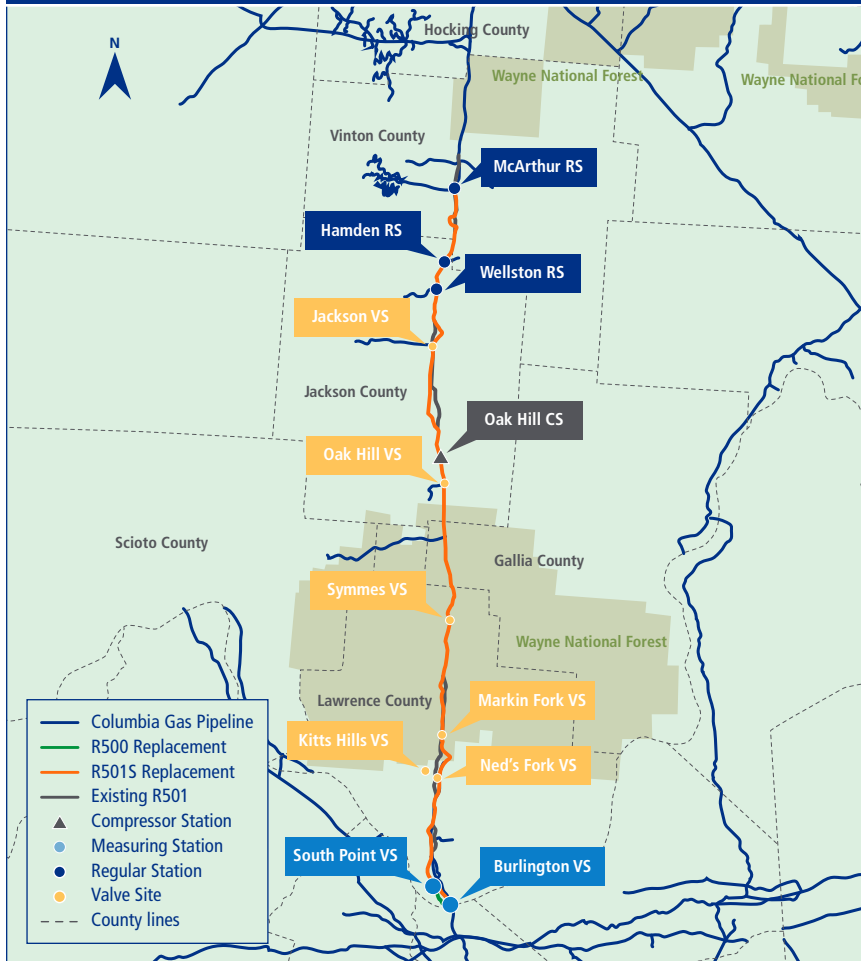 Hocking County
N
Wayne National Forest
Wayne National Fo
Vinton County
McArthur RS
Hamden RS
Wellston RS
Jackson VS
Jackson County
Oak Hill CS
Oak Hill VS
Scioto County
Gallia County
Symmes VS
Wayne National Forest
Lawrence County
Markin Fork VS
Kitts Hills VS
Ned's Fork VS
South Point VS
Burlington VS
Columbia Gas Pipeline
R500 Replacement
R501S Replacement
Existing R501
Compressor Station
Measuring Station
Regular Station
Valve Site
County lines